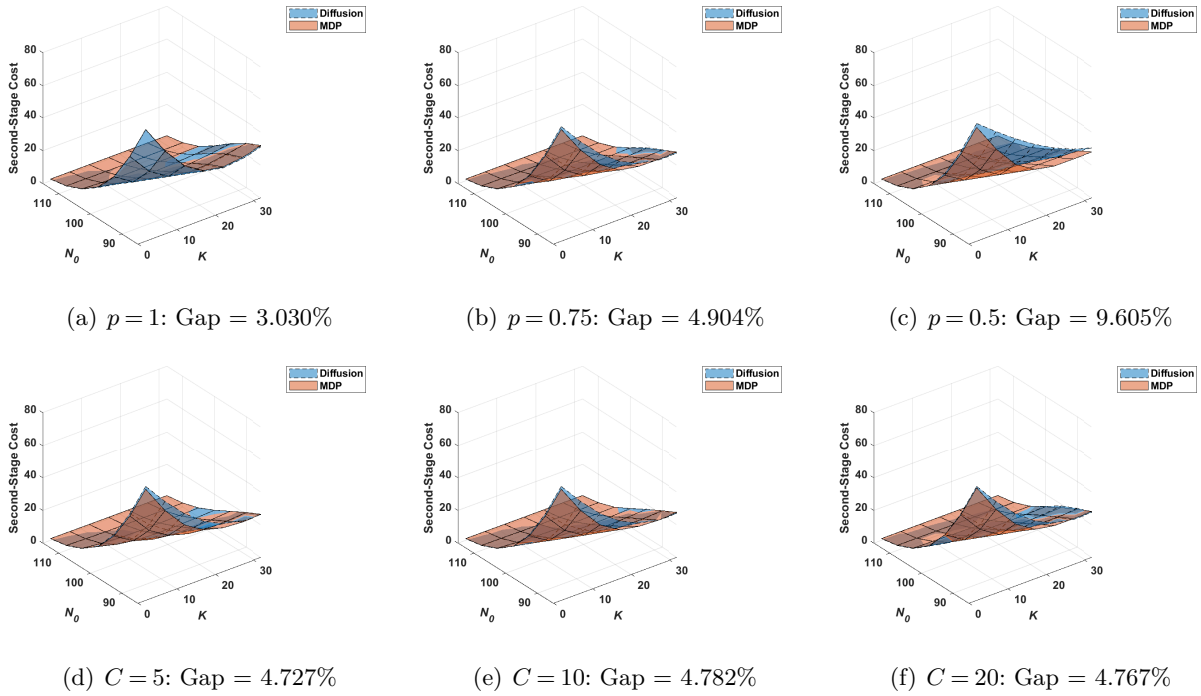 Diffusion
MDP
Second-Stage Cost
80
60
40
20
0
110
100
90
N0
0
10
20
30
K
(a) p = 1: Gap = 3.030%
Diffusion
MDP
Second-Stage Cost
80
60
40
20
0
110
100
90
N0
0
10
20
30
K
(b) p = 0.75: Gap = 4.904%
Diffusion
MDP
Second-Stage Cost
80
60
40
20
0
110
100
90
N0
0
10
20
30
K
(c) p = 0.5: Gap = 9.605%
Diffusion
MDP
Second-Stage Cost
80
60
40
20
0
110
100
90
N0
0
10
20
30
K
(d) C = 5: Gap = 4.727%
Diffusion
MDP
Second-Stage Cost
80
60
40
20
0
110
100
90
N0
0
10
20
30
K
(e) C = 10: Gap = 4.782%
Diffusion
MDP
Second-Stage Cost
80
60
40
20
0
110
100
90
N0
0
10
20
30
K
(f) C = 20: Gap = 4.767%